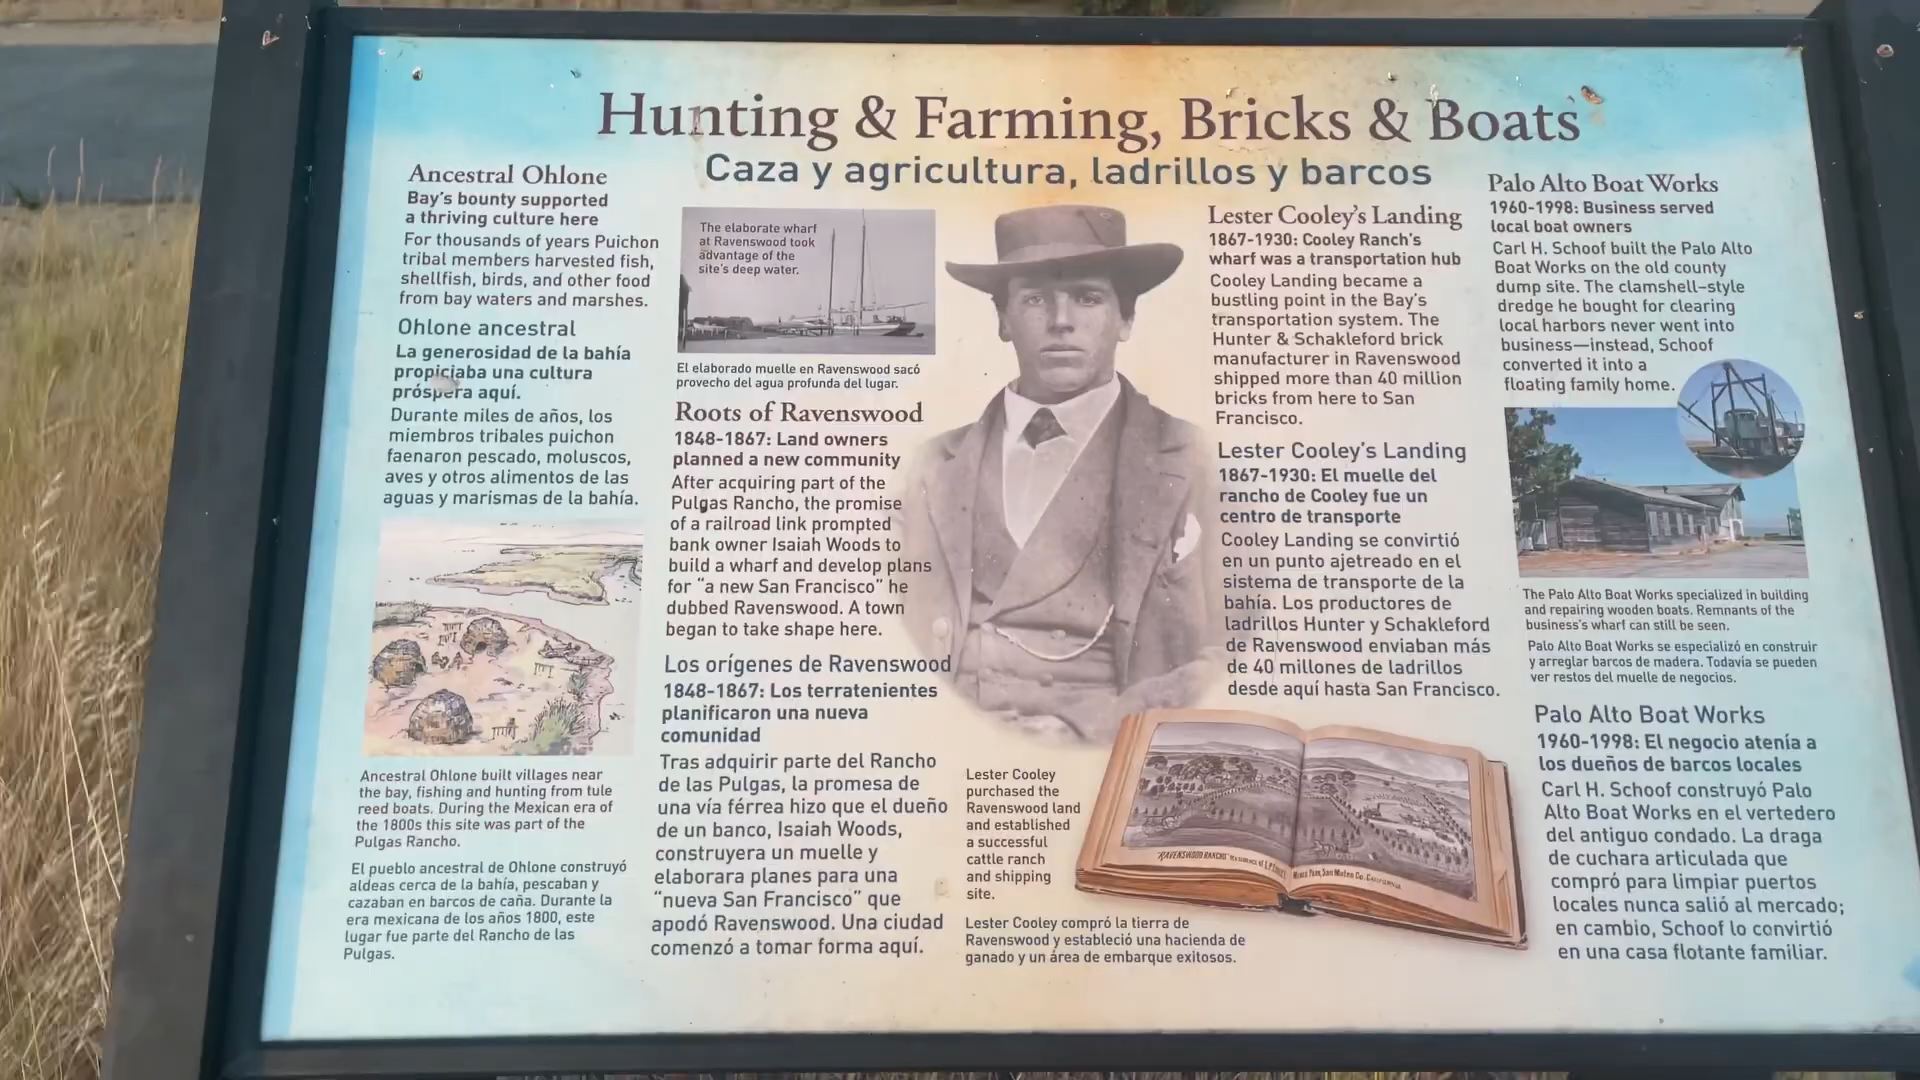 Hunting & Farming, Bricks & Boats
Caza y agricultura, ladrillos y barcos
Ancestral Ohlone
Bay's bounty supported
a thriving culture here
For thousands of years Puichon
tribal members harvested fish,
shellfish, birds, and other food
from bay waters and marshes.
Ohlone ancestral
La generosidad de la bahía
propiciaba una cultura
próspera aquí.
Durante miles de años, los
miembros tribales puichon
faenaron pescado, moluscos,
aves y otros alimentos de las
aguas y marismas de la bahía.
Ancestral Ohlone built villages near
the bay, fishing and hunting from tule
reed boats. During the Mexican era of
the 1800s this site was part of the
Pulgas Rancho.
El pueblo ancestral de Ohlone construyó
aldeas cerca de la bahía, pescaban y
cazaban en barcos de caña. Durante la
era mexicana de los años 1800, este
lugar fue parte del Rancho de las
Pulgas.
The elaborate wharf
at Ravenswood took
advantage of the
site's deep water.
El elaborado muelle en Ravenswood sacó
provecho del agua profunda del lugar.
Roots of Ravenswood
1848-1867: Land owners
planned a new community
After acquiring part of the
Pulgas Rancho, the promise
of a railroad link prompted
bank owner Isaiah Woods to
build a wharf and develop plans
for "a new San Francisco" he
dubbed Ravenswood. A town
began to take shape here.
Los orígenes de Ravenswood
1848-1867: Los terratenientes
planificaron una nueva
comunidad
Tras adquirir parte del Rancho
de las Pulgas, la promesa de
una vía férrea hizo que el dueño
de un banco, Isaiah Woods,
construyera un muelle y
elaborara planes para una
"nueva San Francisco" que
apodó Ravenswood. Una ciudad
comenzó a tomar forma aquí.
Lester Cooley
purchased the
Ravenswood land
and established
a successful
cattle ranch
and shipping
site.
Lester Cooley compró la tierra de
Ravenswood y estableció una hacienda de
ganado y un área de embarque exitosos.
Lester Cooley's Landing
1867-1930: Cooley Ranch's
wharf was a transportation hub
Cooley Landing became a
bustling point in the Bay's
transportation system. The
Hunter & Schakleford brick
manufacturer in Ravenswood
shipped more than 40 million
bricks from here to San
Francisco.
Lester Cooley's Landing
1867-1930: El muelle del
rancho de Cooley fue un
centro de transporte
Cooley Landing se convirtió
en un punto ajetreado en el
sistema de transporte de la
bahía. Los productores de
ladrillos Hunter y Schakleford
de Ravenswood enviaban más
de 40 millones de ladrillos
desde aquí hasta San Francisco.
"RAVENSWOOD RANCHO"
MENLO PARK, SAN MATEO CO. CALIFORNIA
Palo Alto Boat Works
1960-1998: Business served
local boat owners
Carl H. Schoof built the Palo Alto
Boat Works on the old county
dump site. The clamshell-style
dredge he bought for clearing
local harbors never went into
business—instead, Schoof
converted it into a
floating family home.
The Palo Alto Boat Works specialized in building
and repairing wooden boats. Remnants of the
business's wharf can still be seen.
Palo Alto Boat Works se especializó en construir
y arreglar barcos de madera. Todavía se pueden
ver restos del muelle de negocios.
Palo Alto Boat Works
1960-1998: El negocio atenía a
los dueños de barcos locales
Carl H. Schoof construyó Palo
Alto Boat Works en el vertedero
del antiguo condado. La draga
de cuchara articulada que
compró para limpiar puertos
locales nunca salió al mercado;
en cambio, Schoof lo convirtió
en una casa flotante familiar.